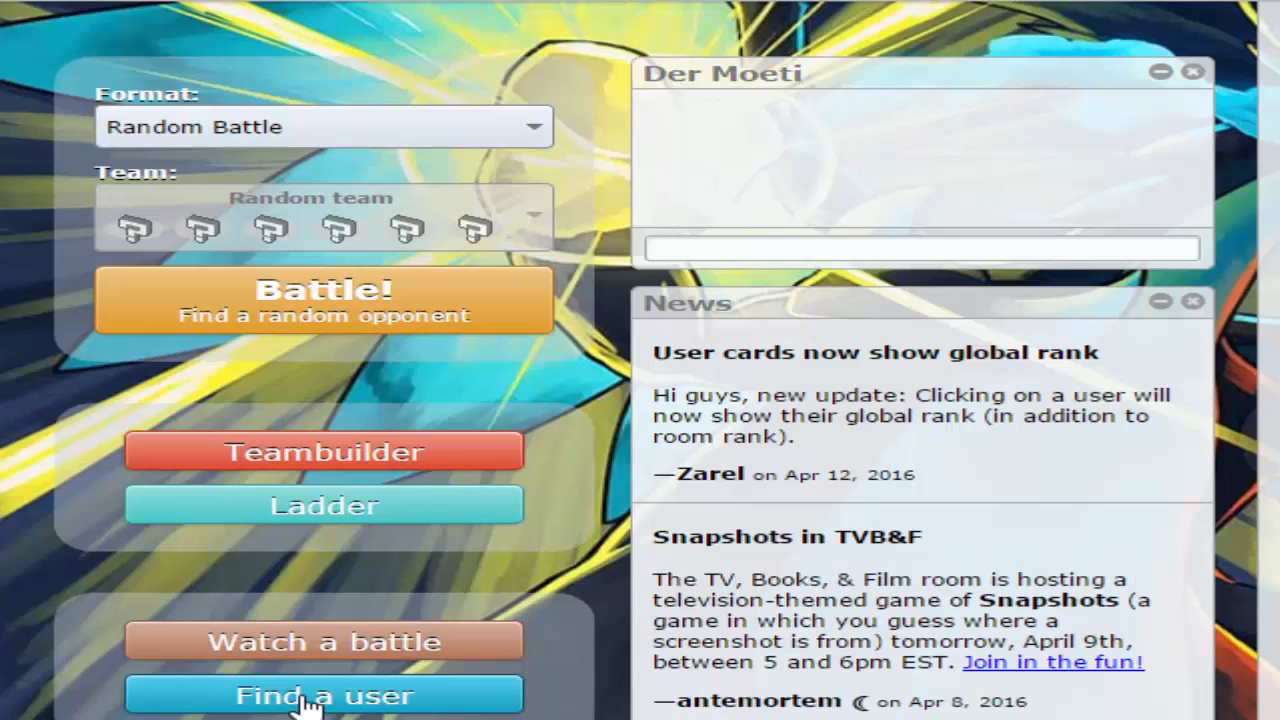 Format:
Random Battle
Team:
Random team
Battle!
Find a random opponent
Teambuilder
Ladder
Watch a battle
Find a user
Der Moeti
News
User cards now show global rank
Hi guys, new update: Clicking on a user will
now show their global rank (in addition to
room rank).
—Zarel on Apr 12, 2016
Snapshots in TVB&F
The TV, Books, & Film room is hosting a
television-themed game of Snapshots (a
game in which you guess where a
screenshot is from) tomorrow, April 9th,
between 5 and 6pm EST. Join in the fun!
—antemortem ☾ on Apr 8, 2016